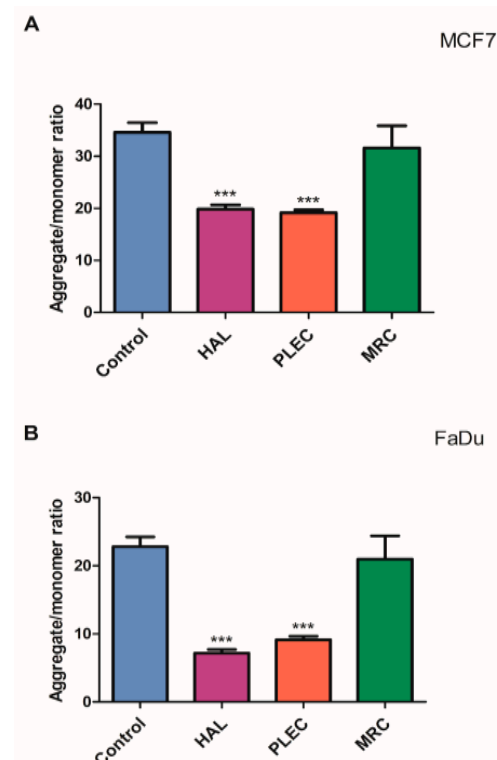 A
MCF7
Aggregate/monomer ratio
40
30
20
10
0
***
***
Control
HAL
PLEC
MRC
B
FaDu
Aggregate/monomer ratio
30
20
10
0
***
***
Control
HAL
PLEC
MRC